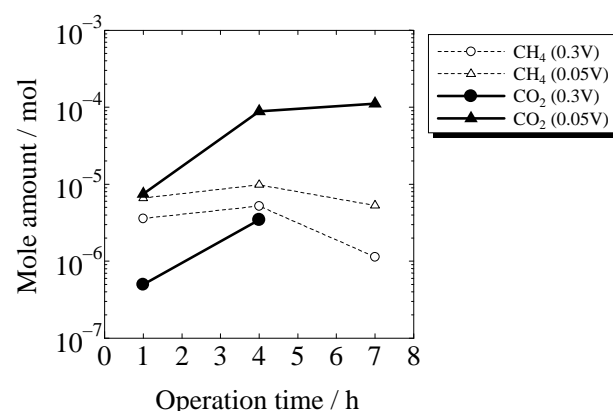 10⁻³
10⁻⁴
10⁻⁵
10⁻⁶
10⁻⁷
Mole amount / mol
0 1 2 3 4 5 6 7 8
Operation time / h
CH₄ (0.3V)
CH₄ (0.05V)
CO₂ (0.3V)
CO₂ (0.05V)